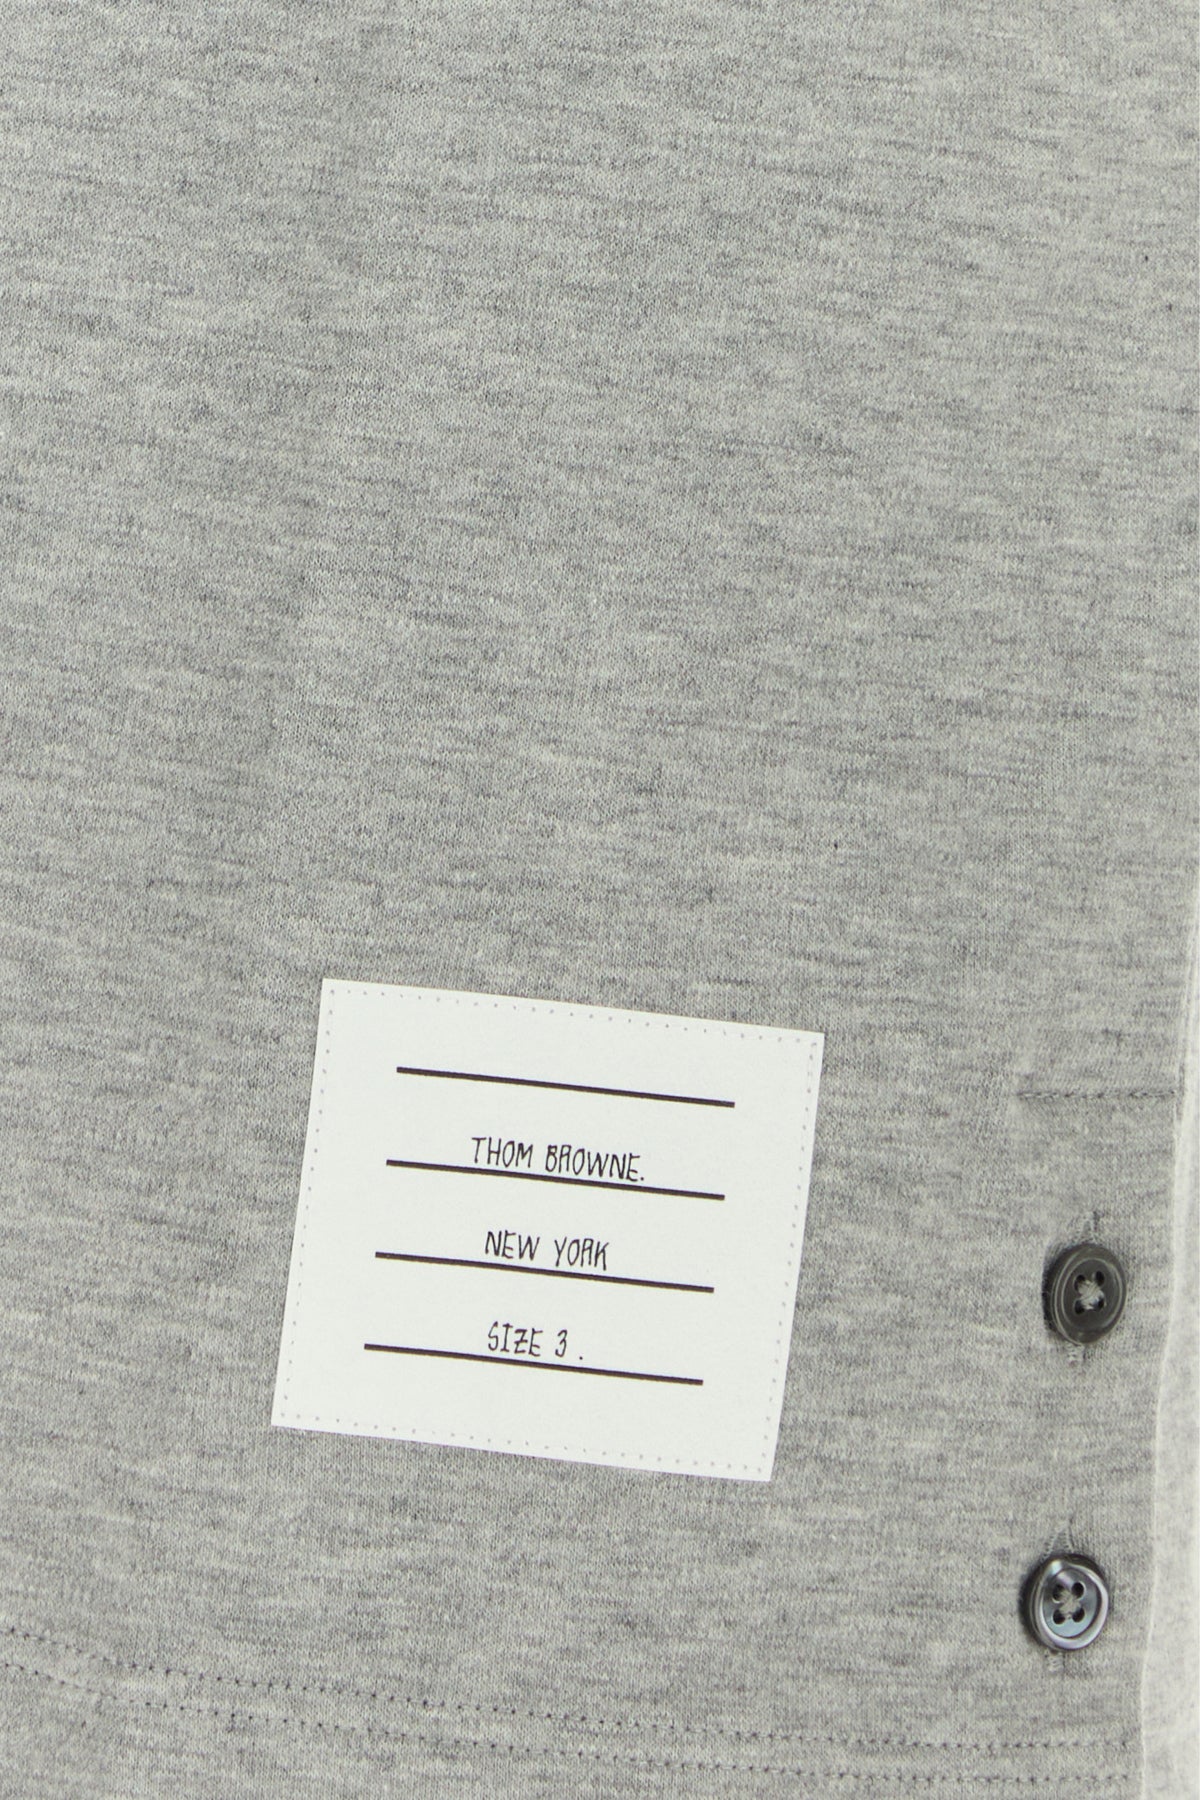 THOM BROWNE.
NEW YORK
SIZE 3 .